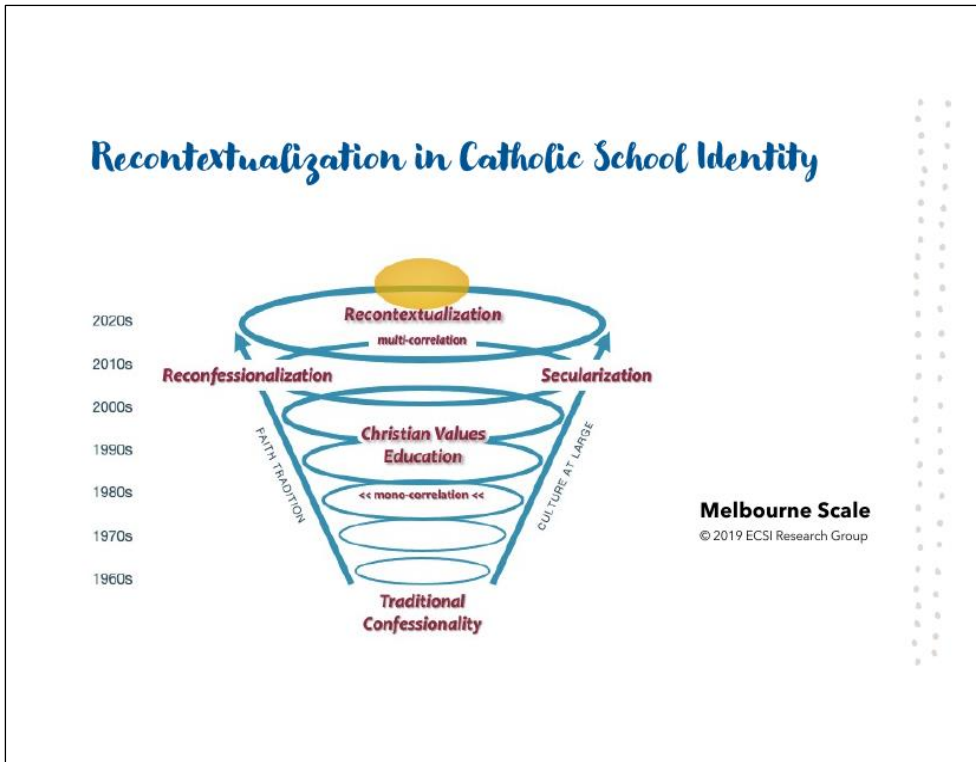 Recontextualization in Catholic School Identity
2020s
Recontextualization
multi-correlation
2010s
Reconfessionalization
Secularization
2000s
Christian Values
Education
1990s
FAITH TRADITION
CULTURE AT LARGE
1980s
<< mono-correlation <<
1970s
1960s
Traditional
Confessionality
Melbourne Scale
© 2019 ECSI Research Group